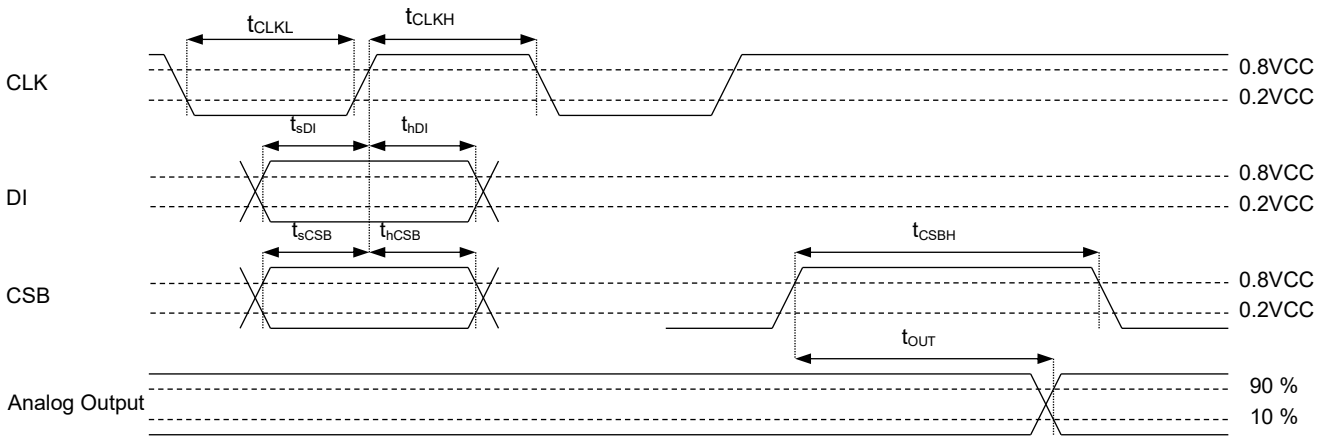 tCLKL tCLKH
CLK 0.8VCC
0.2VCC
tsDI thDI
DI 0.8VCC
0.2VCC
tsCSB thCSB tCSBH
CSB 0.8VCC
0.2VCC
tOUT
Analog Output 90 %
10 %